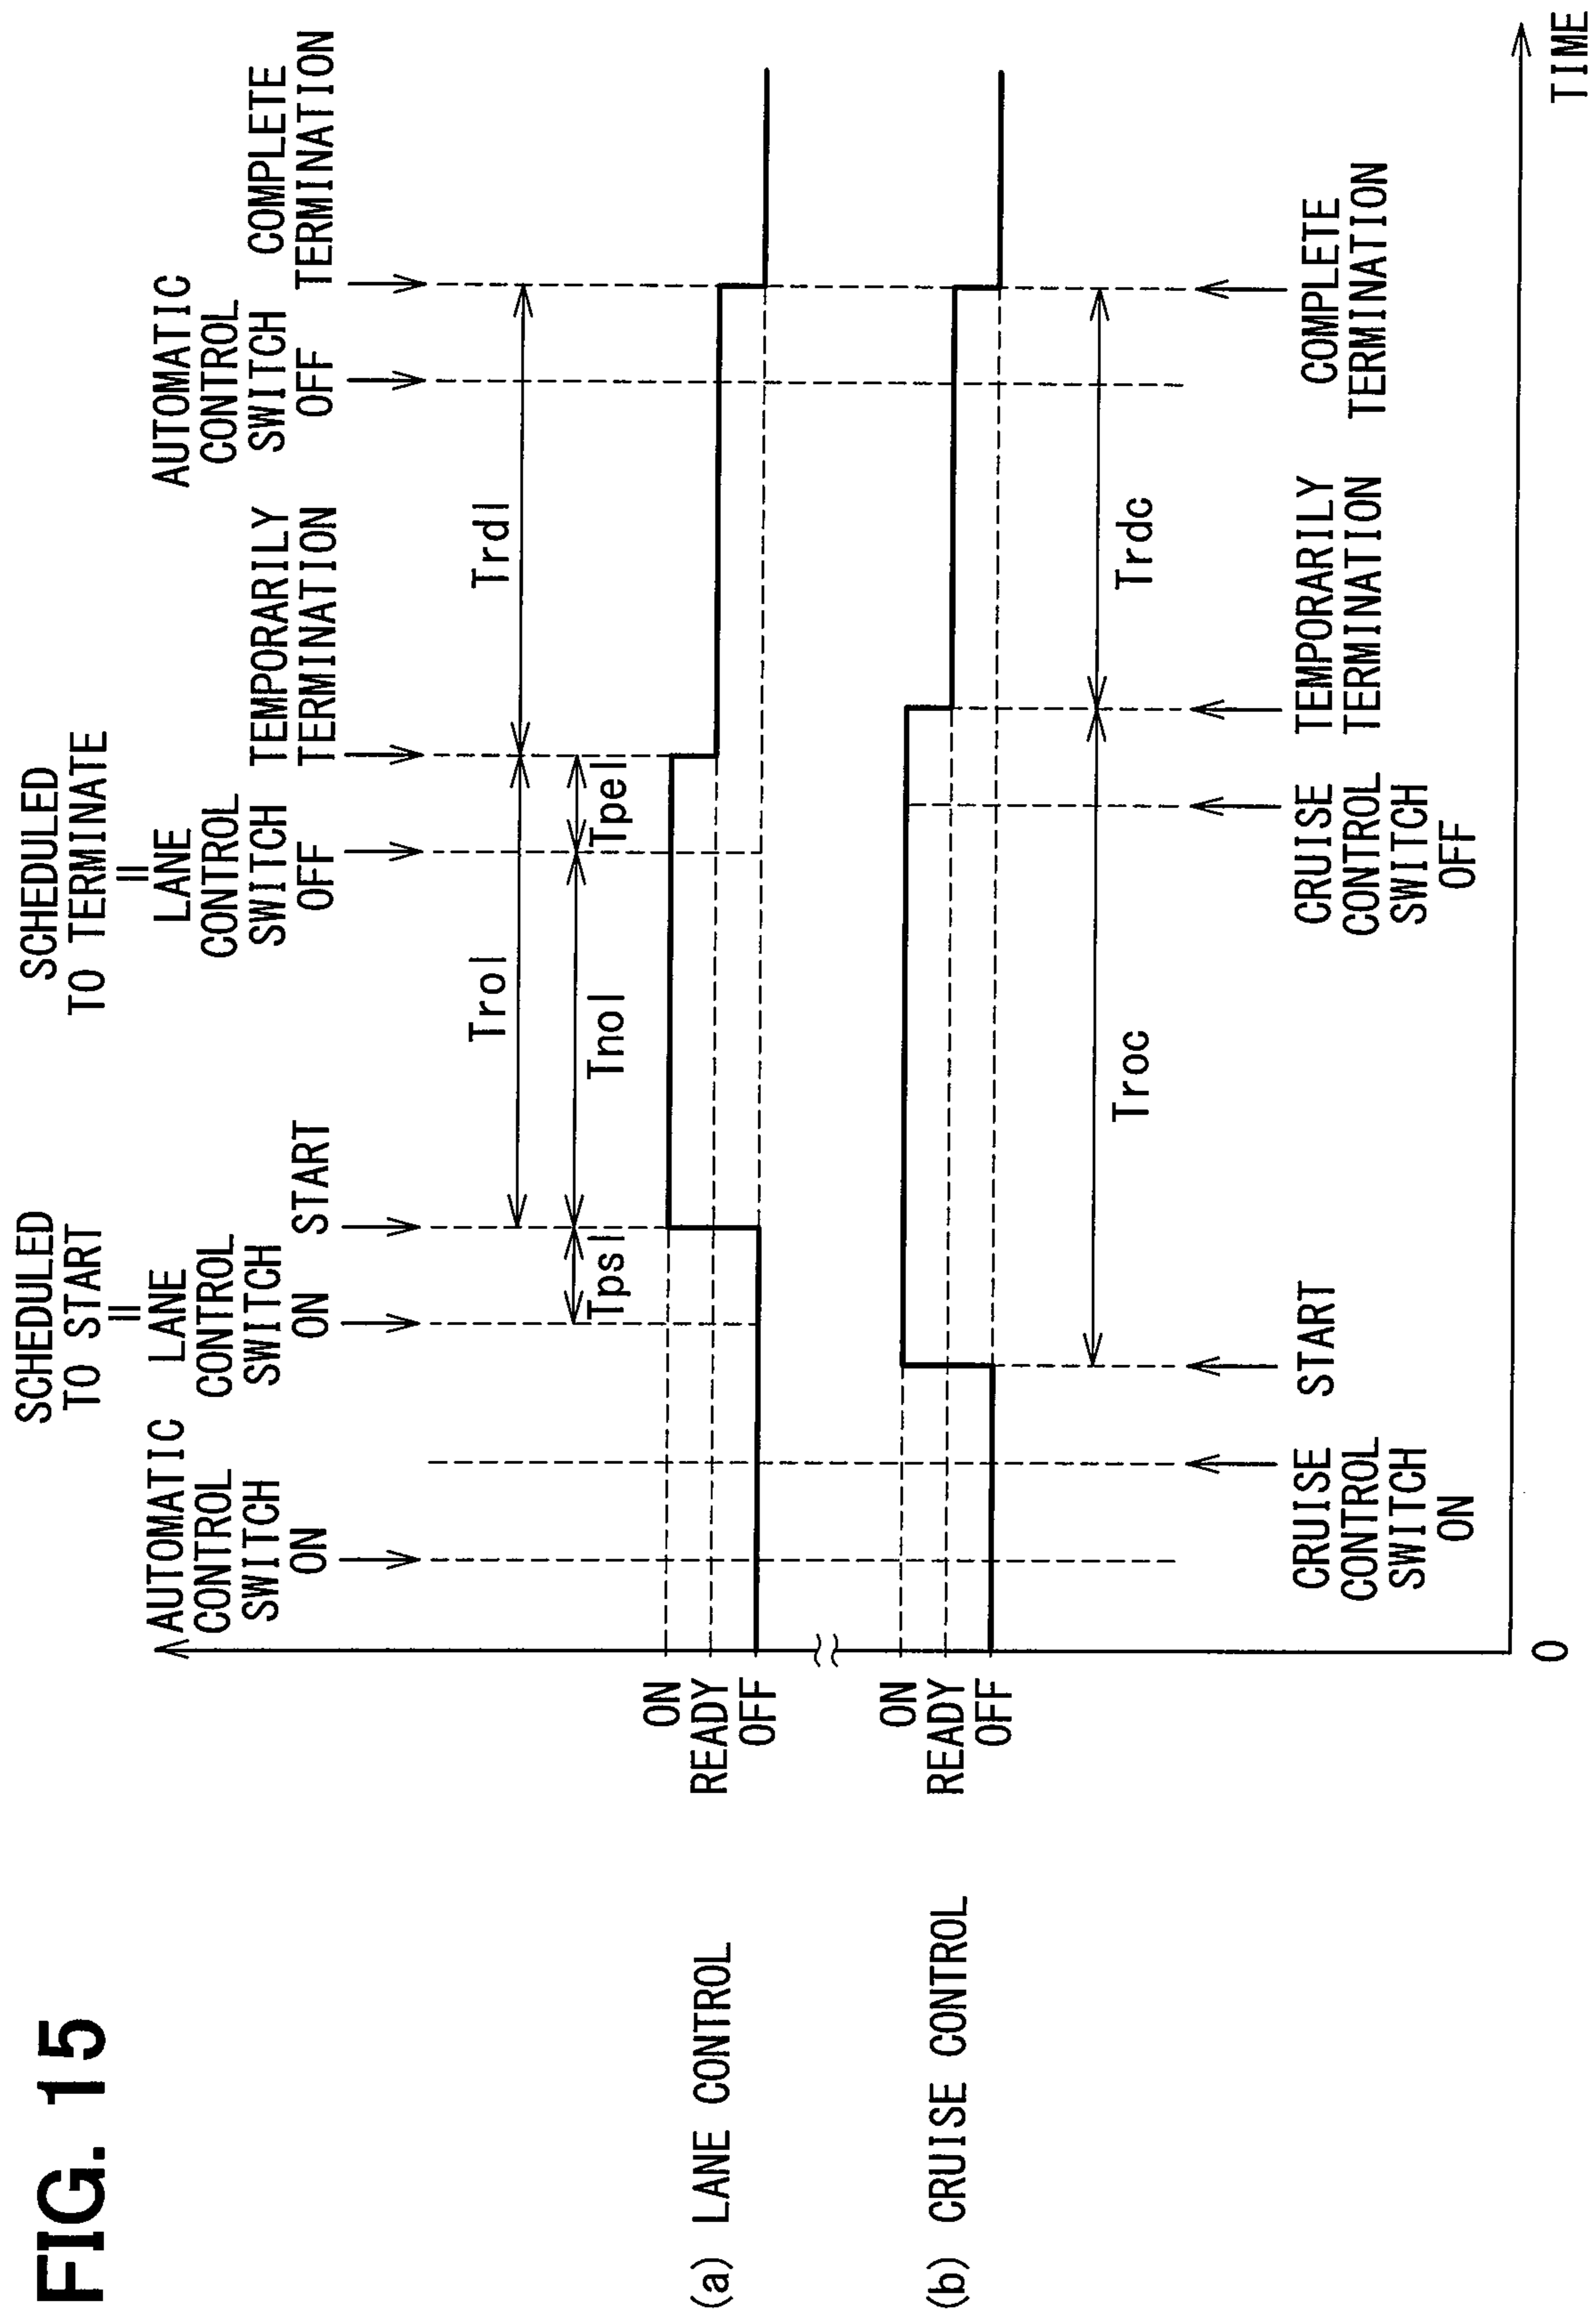 FIG. 15
SCHEDULED
TO START
||
LANE
CONTROL
SWITCH
ON
SCHEDULED
TO TERMINATE
||
LANE
CONTROL
SWITCH
OFF
AUTOMATIC
CONTROL
SWITCH
ON
START
TEMPORARILY
TERMINATION
AUTOMATIC
CONTROL
SWITCH
OFF
COMPLETE
TERMINATION
Trol
Trdl
Tpsl
Tnol
Tpel
(a) LANE CONTROL
ON
READY
OFF
(b) CRUISE CONTROL
ON
READY
OFF
Troc
Trdc
CRUISE
CONTROL
SWITCH
ON
START
CRUISE
CONTROL
SWITCH
OFF
TEMPORARILY
TERMINATION
COMPLETE
TERMINATION
0
TIME